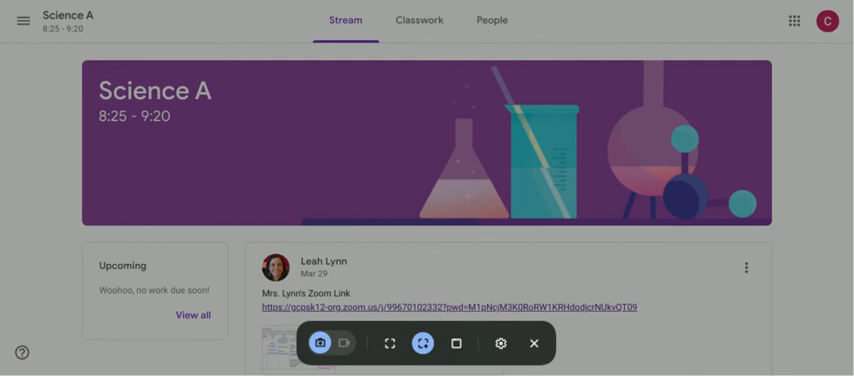 Science A
8:25 - 9:20
Stream
Classwork
People
C
Science A
8:25 - 9:20
Upcoming
Woohoo, no work due soon!
View all
Leah Lynn
Mar 29
Mrs. Lynn's Zoom Link
https://gcpsk12-org.zoom.us/j/99670102332?pwd=M1pNcjM3K0RoRW1KRHdodjcrNUkvQT09